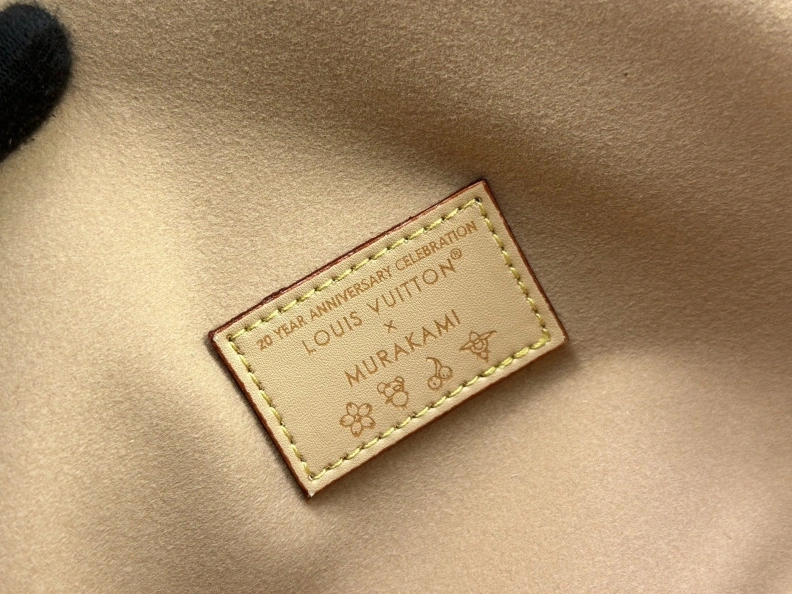 20 YEAR ANNIVERSARY CELEBRATION
LOUIS VUITTON®
×
MURAKAMI